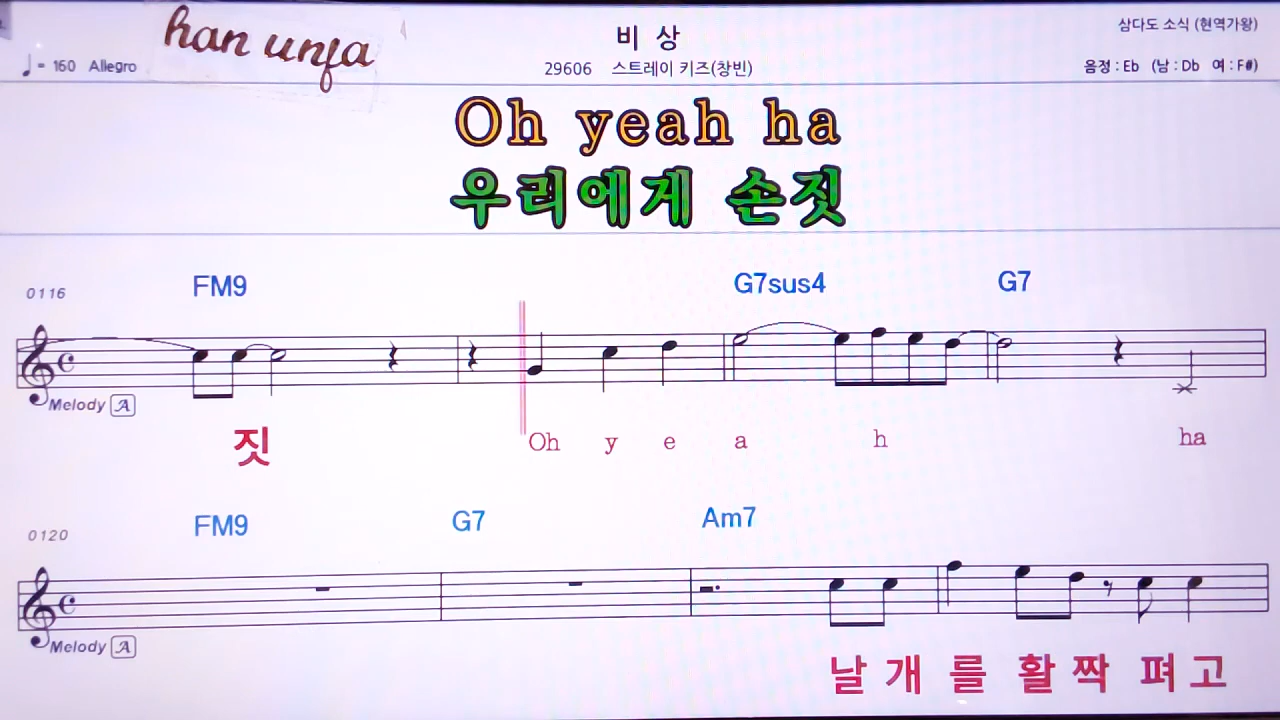 han unfa
비 상
삼다도 소식 (현역가왕)
♩ = 160 Allegro
29606 스트레이 키즈(창빈)
음정 : Eb (남 : Db 여 : F#)
Oh yeah ha
우리에게 손짓
0116 FM9 G7sus4 G7
Melody A
짓 Oh y e a h ha
0120 FM9 G7 Am7
Melody A
날 개 를 활 짝 펴 고